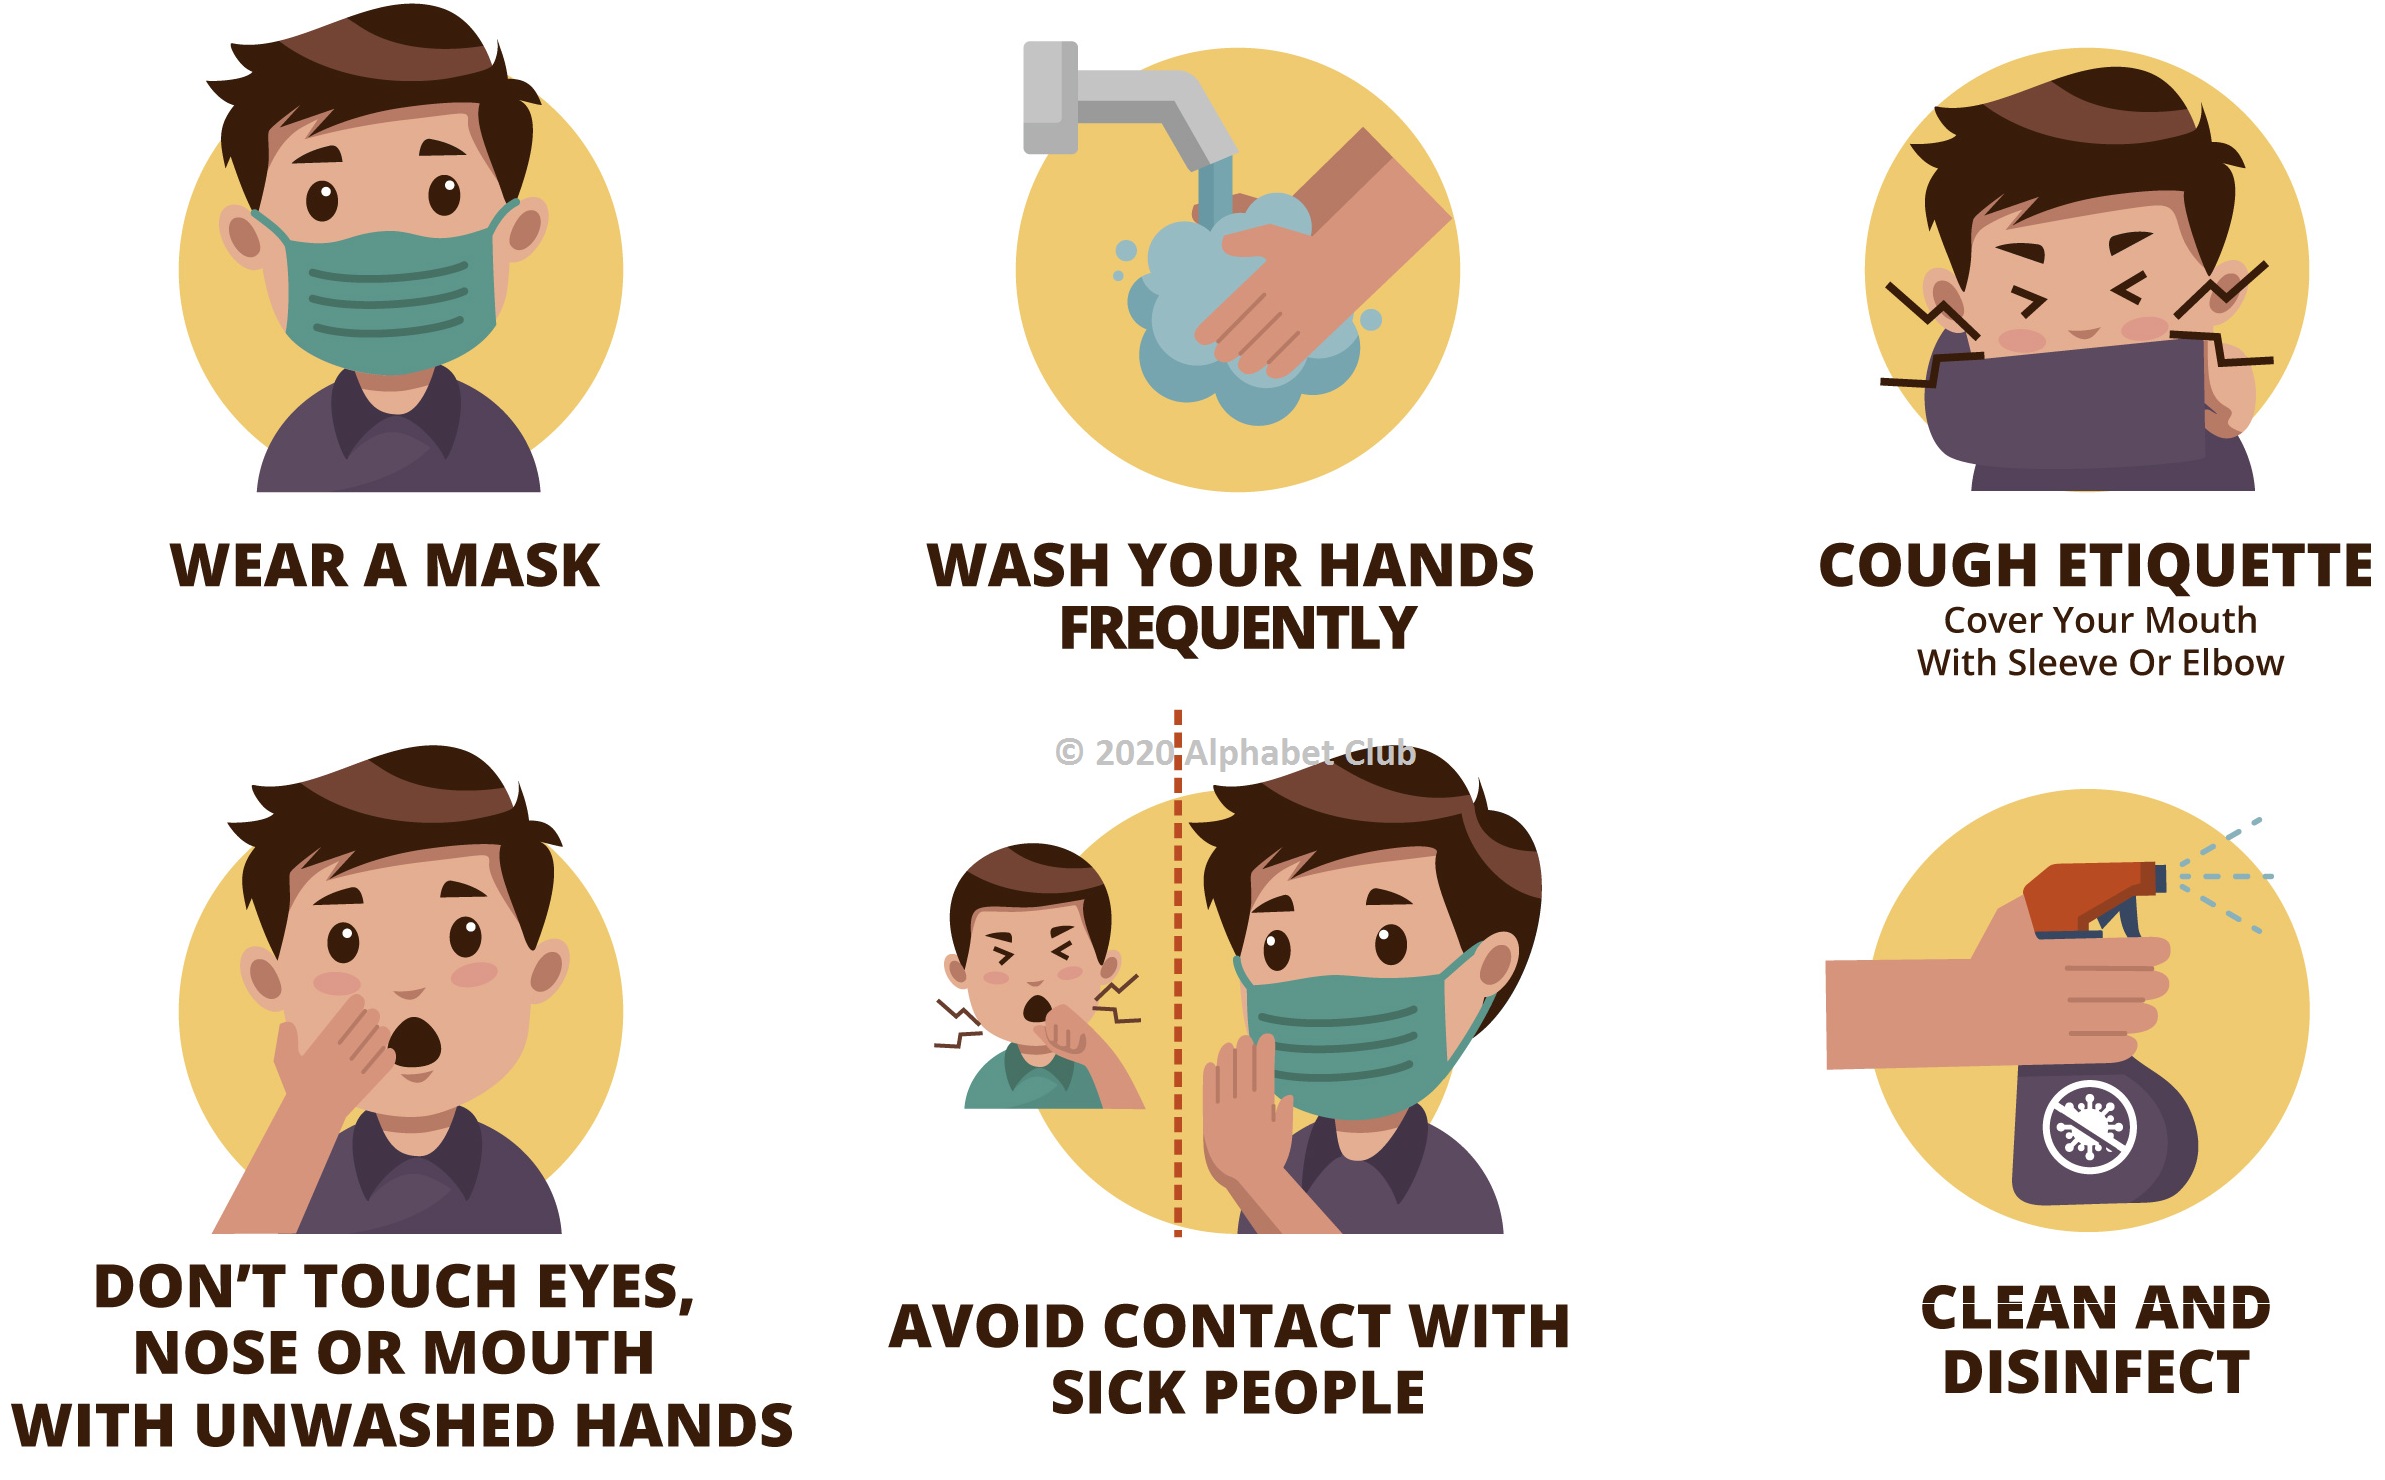 WEAR A MASK
WASH YOUR HANDS
FREQUENTLY
COUGH ETIQUETTE
Cover Your Mouth
With Sleeve Or Elbow
© 2020 Alphabet Club
DON’T TOUCH EYES,
NOSE OR MOUTH
WITH UNWASHED HANDS
AVOID CONTACT WITH
SICK PEOPLE
CLEAN AND
DISINFECT